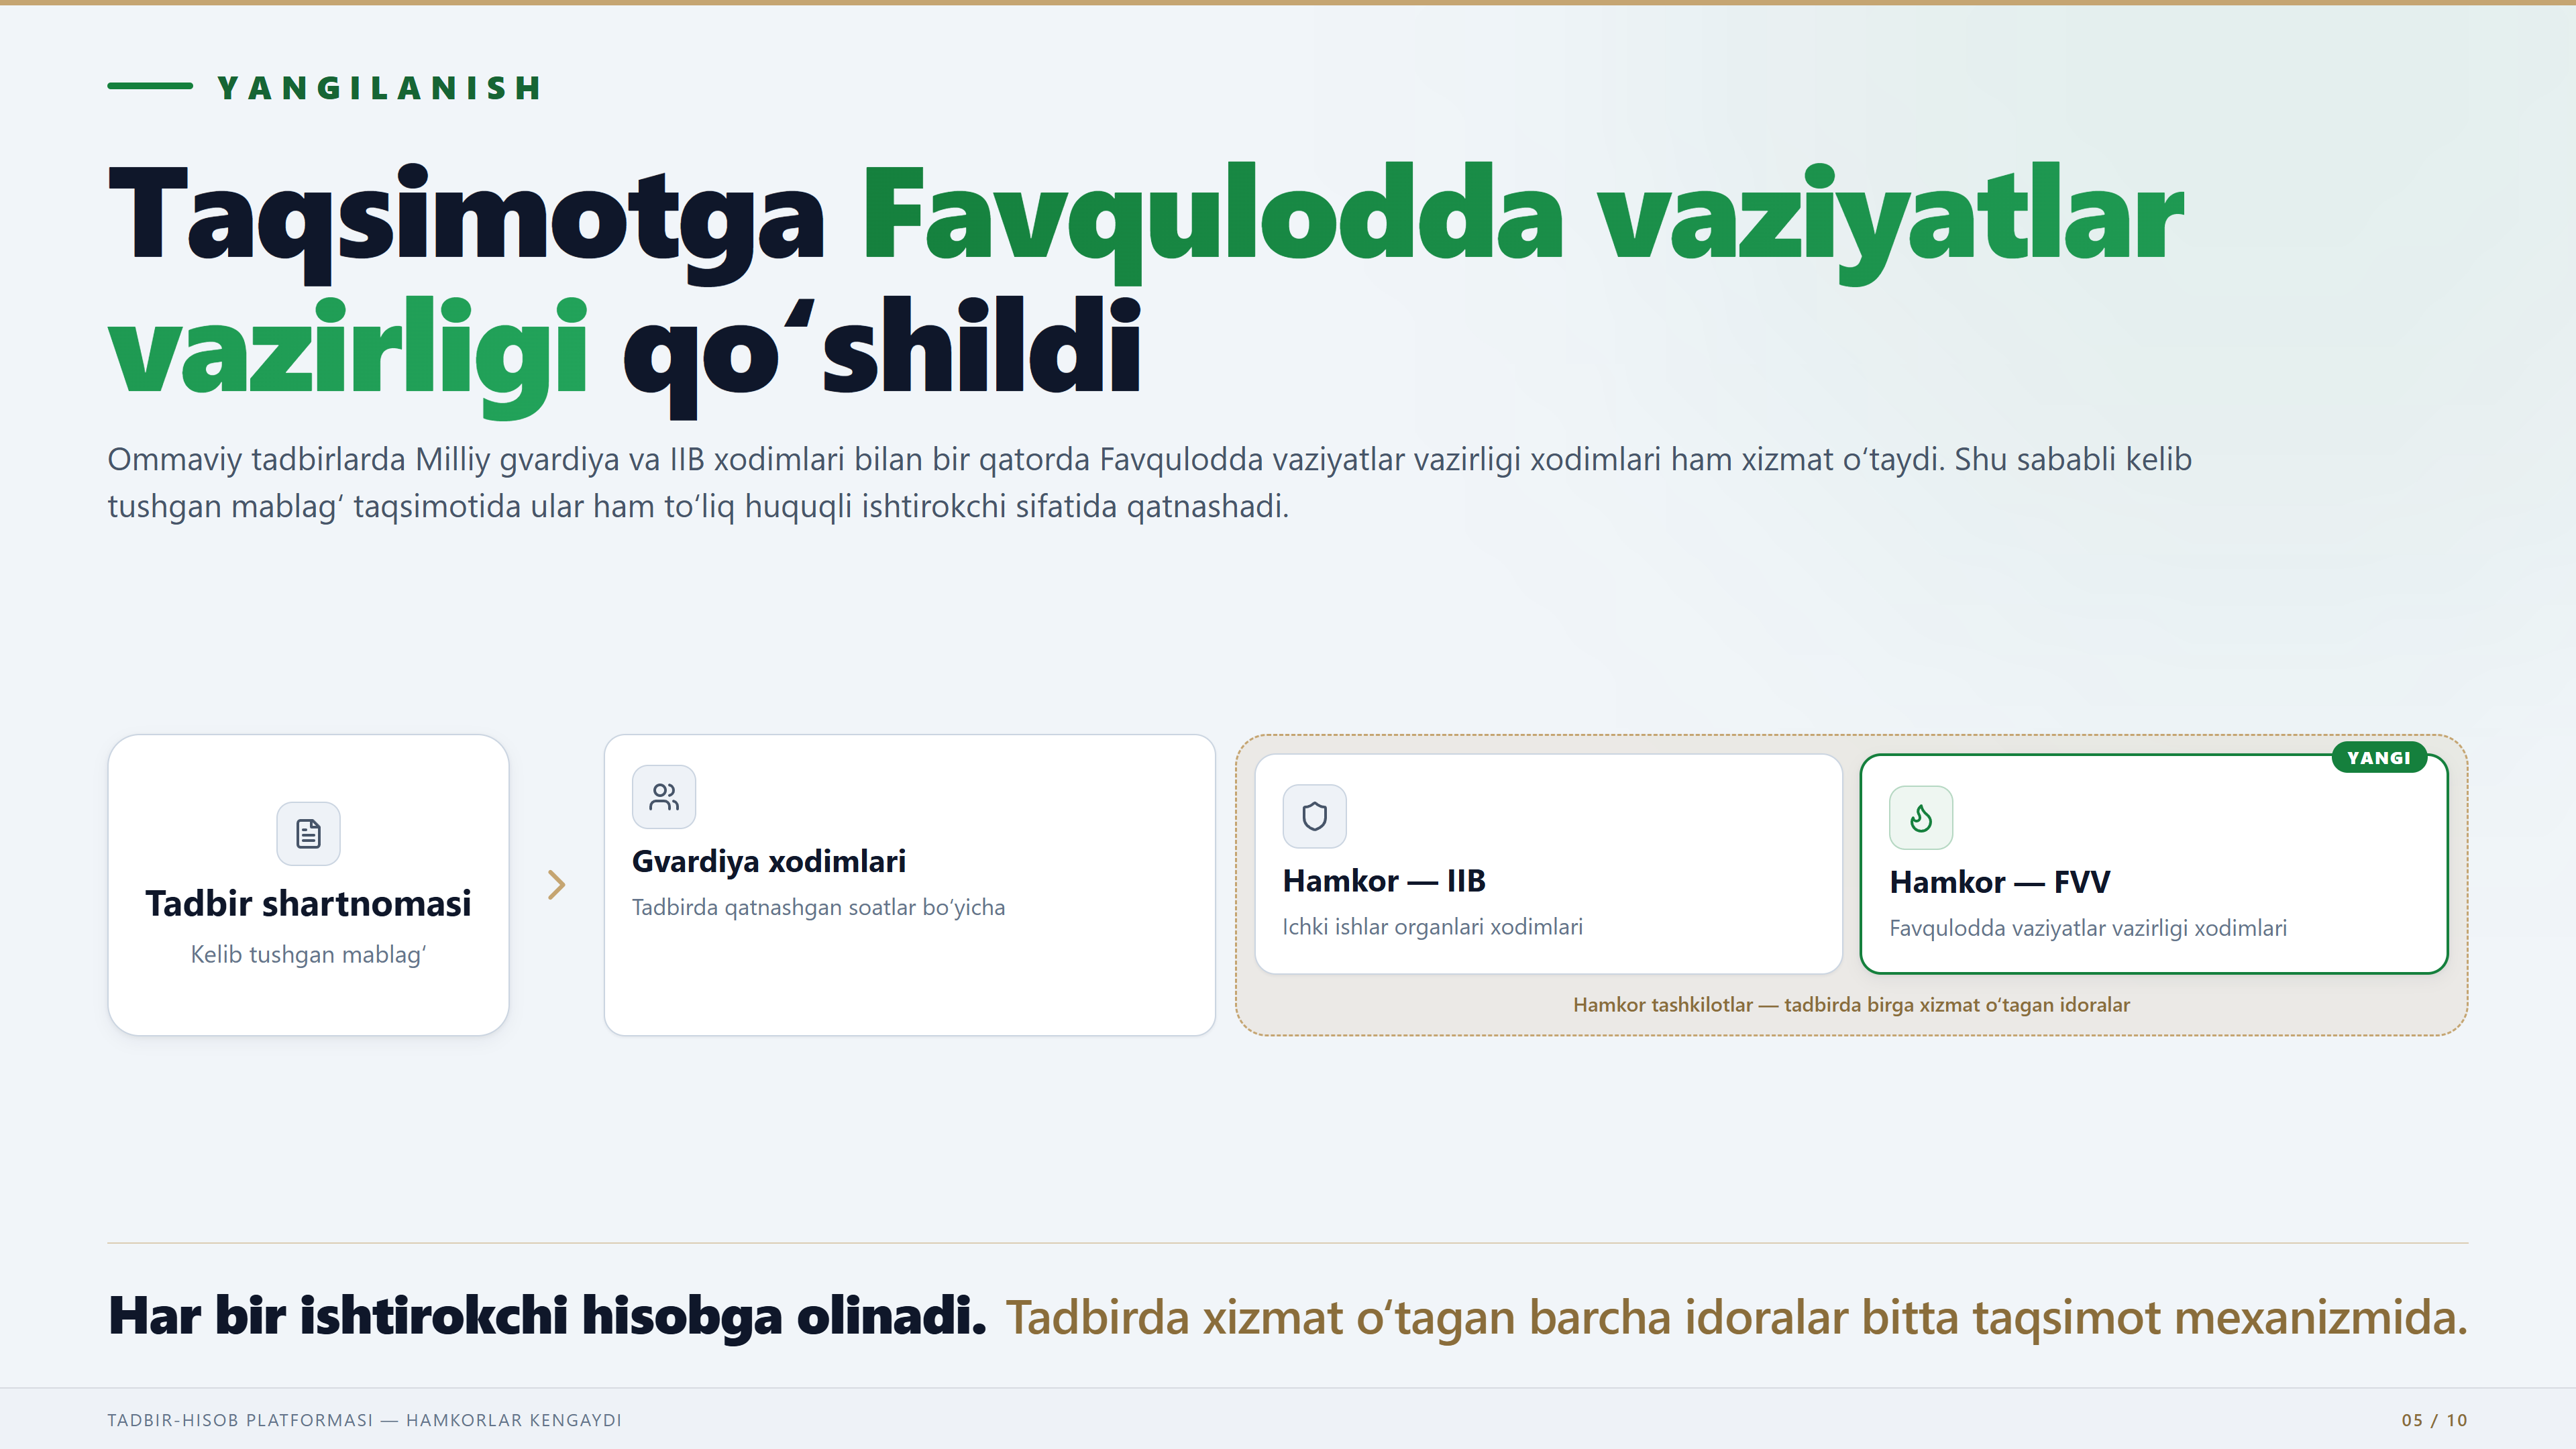 YANGILANISH
Taqsimotga Favqulodda vaziyatlar
vazirligi qo‘shildi
Ommaviy tadbirlarda Milliy gvardiya va IIB xodimlari bilan bir qatorda Favqulodda vaziyatlar vazirligi xodimlari ham xizmat o‘taydi. Shu sababli kelib
tushgan mablag‘ taqsimotida ular ham to‘liq huquqli ishtirokchi sifatida qatnashadi.
Tadbir shartnomasi
Kelib tushgan mablag‘
Gvardiya xodimlari
Tadbirda qatnashgan soatlar bo‘yicha
Hamkor — IIB
Ichki ishlar organlari xodimlari
YANGI
Hamkor — FVV
Favqulodda vaziyatlar vazirligi xodimlari
Hamkor tashkilotlar — tadbirda birga xizmat o‘tagan idoralar
Har bir ishtirokchi hisobga olinadi. Tadbirda xizmat o‘tagan barcha idoralar bitta taqsimot mexanizmida.
TADBIR-HISOB PLATFORMASI — HAMKORLAR KENGAYDI
05 / 10